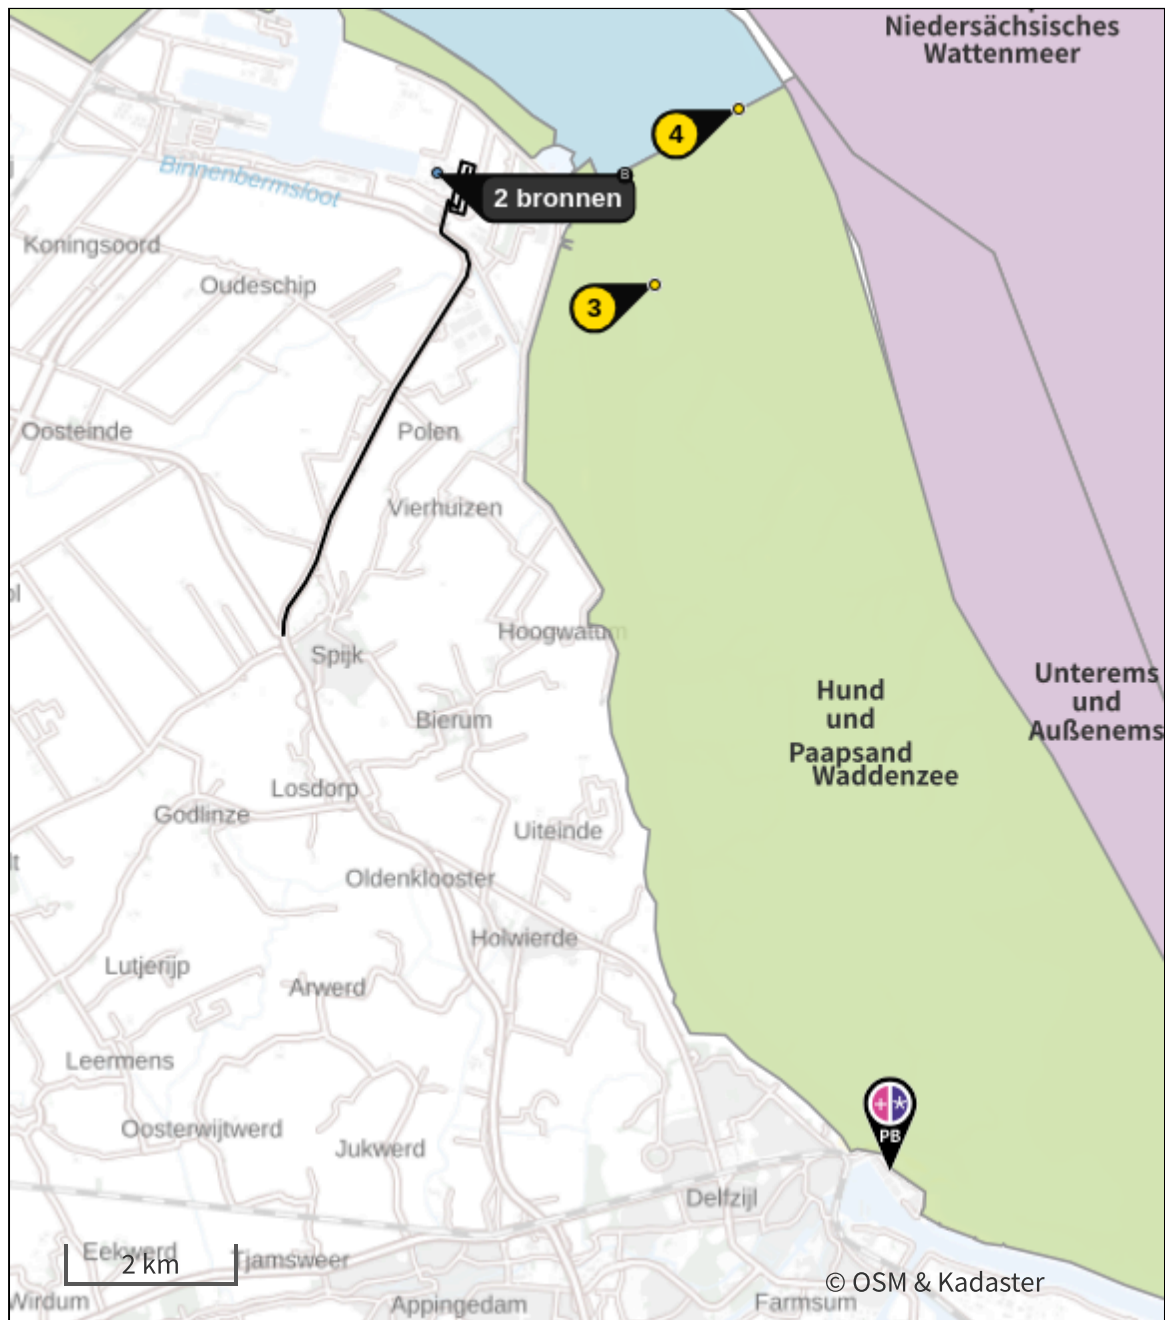 Niedersächsisches
Wattenmeer
4
B
Binnenbermsloot
2 bronnen
Koningsoord
Oudeschip
3
Oosteinde
Polen
Vierhuizen
ol
Hoogwatum
Spijk
Unterems
und
Außenems
Hund
und
Paapsand
Waddenzee
Bierum
Losdorp
Godlinze
Uiteinde
lt
Oldenklooster
Holwierde
Lutjerijp
Arwerd
Leermens
Oosterwijtwerd
Jukwerd
+ *
PB
Delfzijl
Eekwerd
2 km
Tjamsweer
© OSM & Kadaster
Wirdum
Appingedam
Farmsum